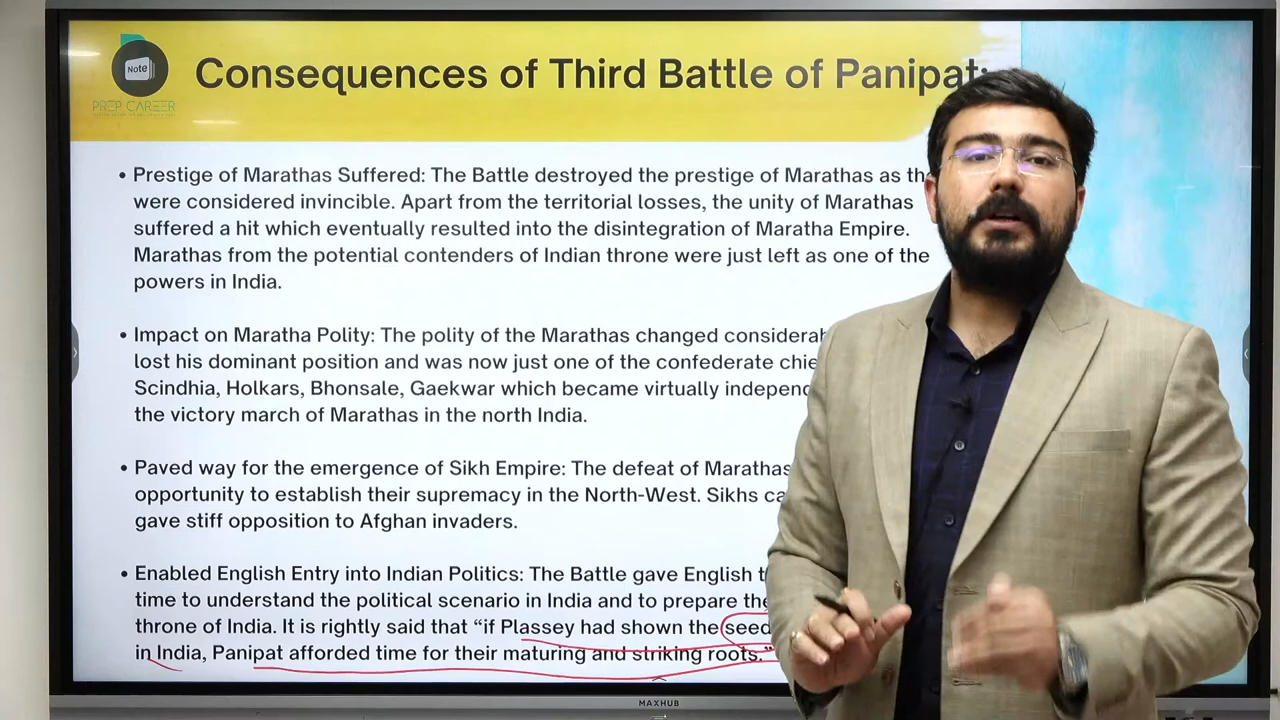 Note
PREP CAREER
Consequences of Third Battle of Panipat:
• Prestige of Marathas Suffered: The Battle destroyed the prestige of Marathas as
were considered invincible. Apart from the territorial losses, the unity of Marathas
suffered a hit which eventually resulted into the disintegration of Maratha Empire.
Marathas from the potential contenders of Indian throne were just left as one of the
powers in India.
• Impact on Maratha Polity: The polity of the Marathas changed
lost his dominant position and was now just one of the confederate
Scindhia, Holkars, Bhonsale, Gaekwar which became virtually
the victory march of Marathas in the north India.
• Paved way for the emergence of Sikh Empire: The defeat of Marathas
opportunity to establish their supremacy in the North-West. Sikhs
gave stiff opposition to Afghan invaders.
• Enabled English Entry into Indian Politics: The Battle gave English
time to understand the political scenario in India and to prepare
throne of India. It is rightly said that “if Plassey had shown the seed
in India, Panipat afforded time for their maturing and striking roots.”
MAXHUB